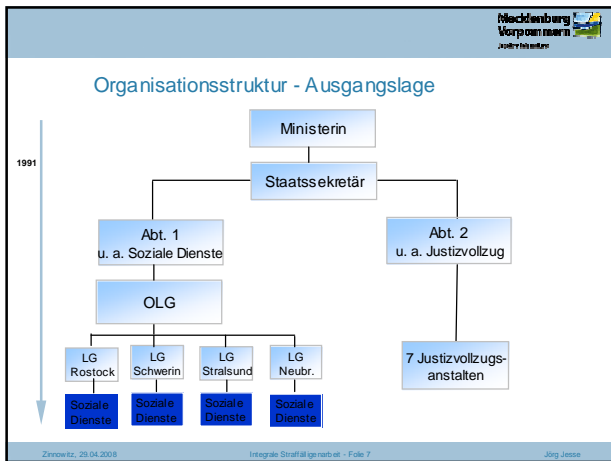 Mecklenburg
Vorpommern
Justizministerium
Organisationsstruktur - Ausgangslage
1991
Ministerin
Staatssekretär
Abt. 1
u. a. Soziale Dienste
Abt. 2
u. a. Justizvollzug
OLG
LG
Rostock
LG
Schwerin
LG
Stralsund
LG
Neubr.
7 Justizvollzugs-
anstalten
Soziale
Dienste
Soziale
Dienste
Soziale
Dienste
Soziale
Dienste
Zinnowitz, 29.04.2008
Integrale Straffälligenarbeit - Folie 7
Jörg Jesse